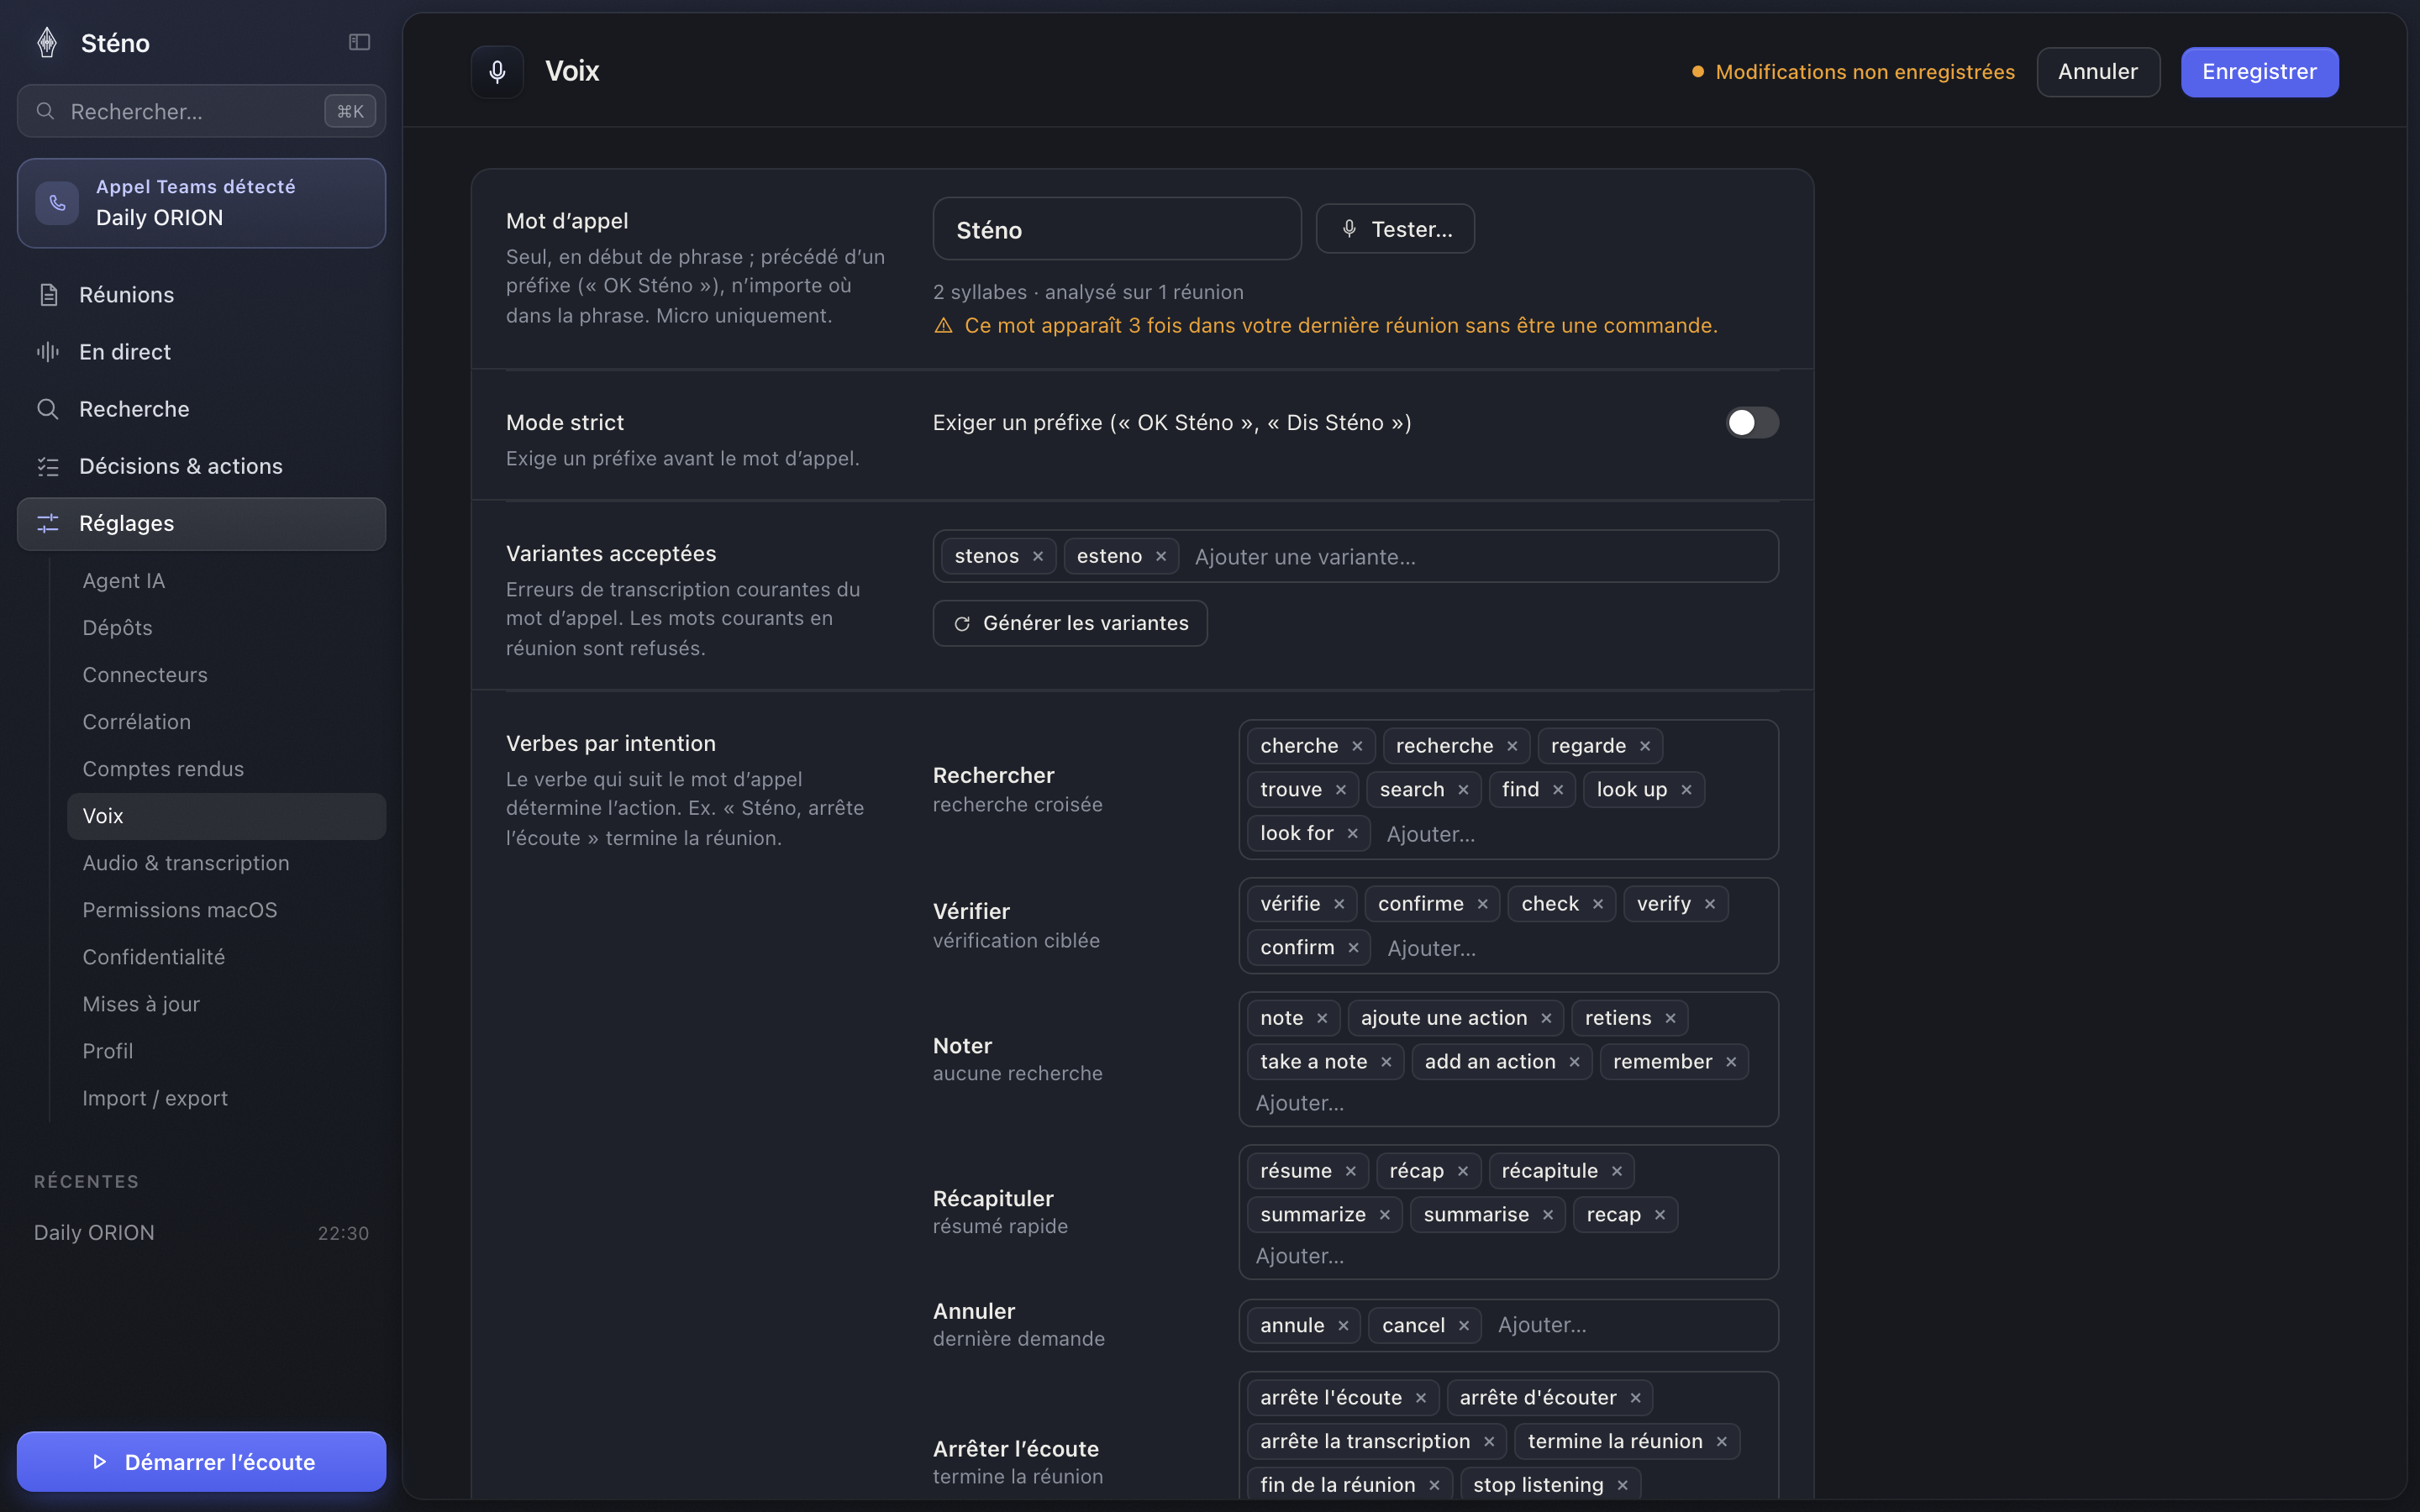 Sténo
Rechercher...
⌘K
Appel Teams détecté
Daily ORION
Réunions
En direct
Recherche
Décisions & actions
Réglages
Agent IA
Dépôts
Connecteurs
Corrélation
Comptes rendus
Voix
Audio & transcription
Permissions macOS
Confidentialité
Mises à jour
Profil
Import / export
RÉCENTES
Daily ORION 22:30
Démarrer l’écoute
Voix
Modifications non enregistrées
Annuler
Enregistrer
Mot d’appel
Seul, en début de phrase ; précédé d’un
préfixe (« OK Sténo »), n’importe où
dans la phrase. Micro uniquement.
Sténo
Tester...
2 syllabes · analysé sur 1 réunion
Ce mot apparaît 3 fois dans votre dernière réunion sans être une commande.
Mode strict
Exige un préfixe avant le mot d’appel.
Exiger un préfixe (« OK Sténo », « Dis Sténo »)
Variantes acceptées
Erreurs de transcription courantes du
mot d’appel. Les mots courants en
réunion sont refusés.
stenos × esteno × Ajouter une variante...
Générer les variantes
Verbes par intention
Le verbe qui suit le mot d’appel
détermine l’action. Ex. « Sténo, arrête
l’écoute » termine la réunion.
Rechercher
recherche croisée
cherche × recherche × regarde ×
trouve × search × find × look up ×
look for × Ajouter...
Vérifier
vérification ciblée
vérifie × confirme × check × verify ×
confirm × Ajouter...
Noter
aucune recherche
note × ajoute une action × retiens ×
take a note × add an action × remember ×
Ajouter...
Récapituler
résumé rapide
résume × récap × récapitule ×
summarize × summarise × recap ×
Ajouter...
Annuler
dernière demande
annule × cancel × Ajouter...
Arrêter l’écoute
termine la réunion
arrête l'écoute × arrête d'écouter ×
arrête la transcription × termine la réunion ×
fin de la réunion × stop listening ×